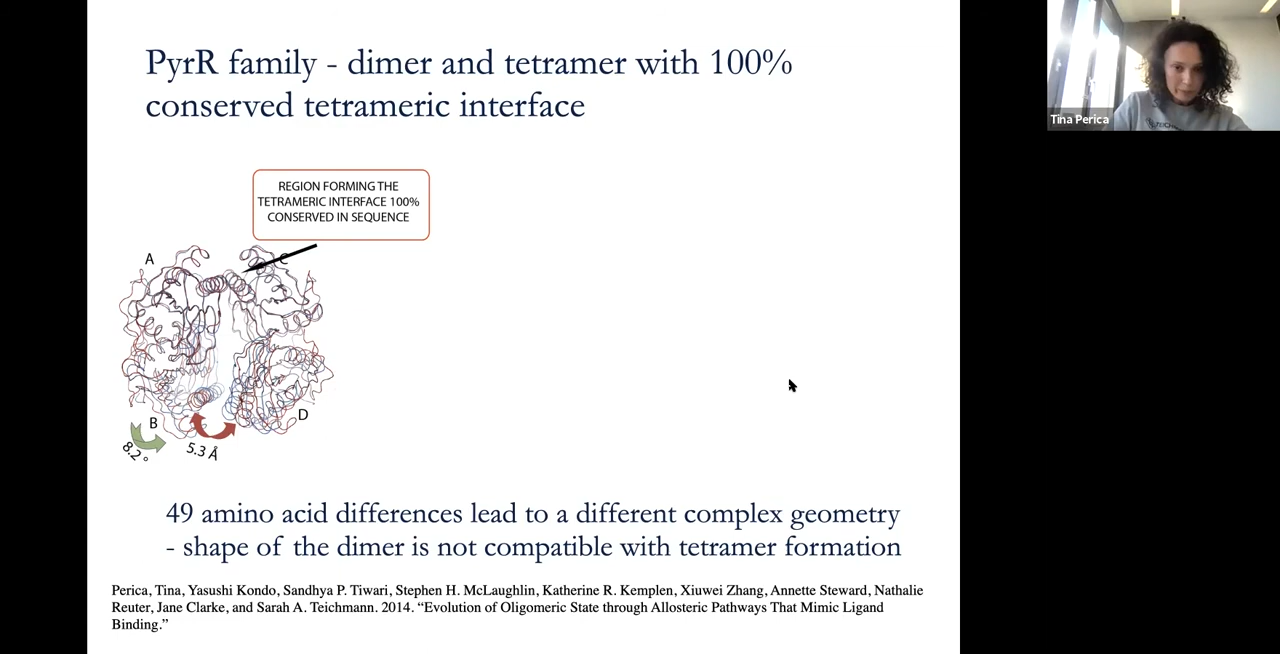 PyrR family - dimer and tetramer with 100%
conserved tetrameric interface
Tina Perica
REGION FORMING THE
TETRAMERIC INTERFACE 100%
CONSERVED IN SEQUENCE
A
C
B
D
8.2°
5.3 Å
49 amino acid differences lead to a different complex geometry
- shape of the dimer is not compatible with tetramer formation
Perica, Tina, Yasushi Kondo, Sandhya P. Tiwari, Stephen H. McLaughlin, Katherine R. Kemplen, Xiuwei Zhang, Annette Steward, Nathalie
Reuter, Jane Clarke, and Sarah A. Teichmann. 2014. “Evolution of Oligomeric State through Allosteric Pathways That Mimic Ligand
Binding.”